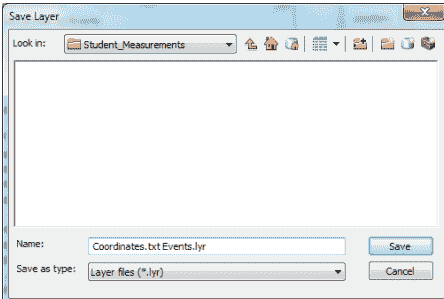 Save Layer
Look in: Student_Measurements
Name: Coordinates.txt Events.lyr Save
Save as type: Layer files (*.lyr) Cancel